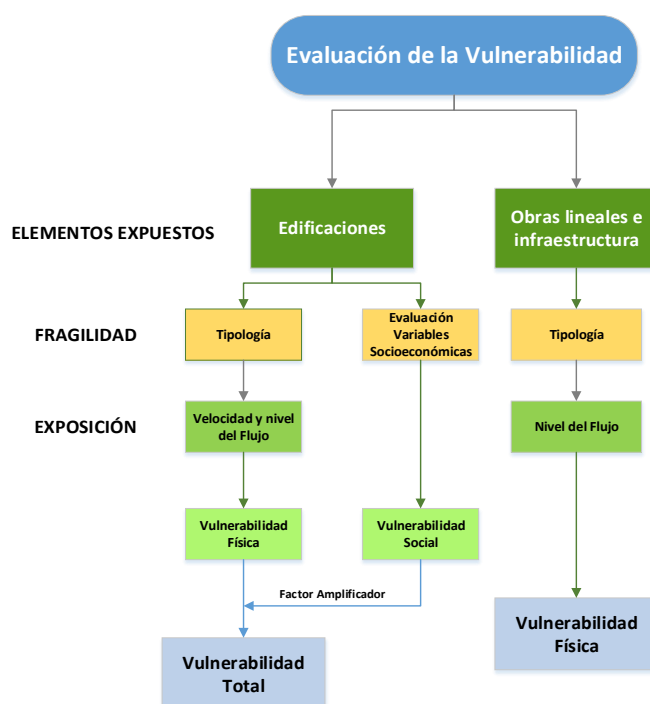 Evaluación de la Vulnerabilidad
ELEMENTOS EXPUESTOS
Edificaciones
Obras lineales e
infraestructura
FRAGILIDAD
Tipología
Evaluación
Variables
Socioeconómicas
Tipología
EXPOSICIÓN
Velocidad y nivel
del Flujo
Nivel del Flujo
Vulnerabilidad
Física
Vulnerabilidad
Social
Factor Amplificador
Vulnerabilidad
Total
Vulnerabilidad
Física